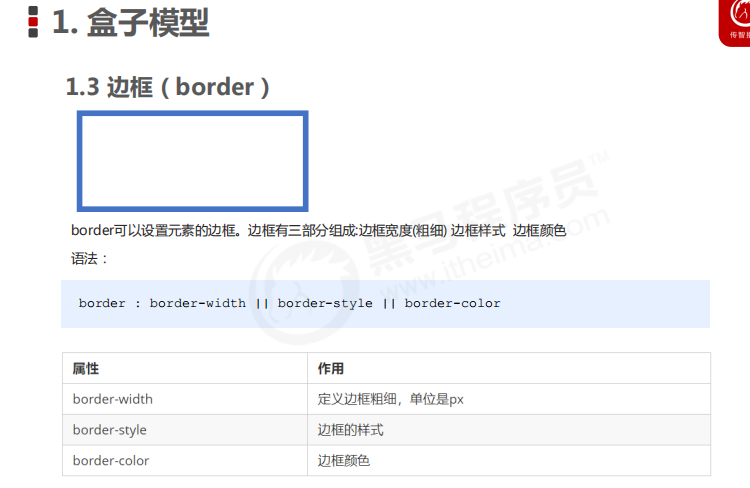 1. 盒子模型
传智播
1.3 边框（border）
border可以设置元素的边框。边框有三部分组成:边框宽度(粗细) 边框样式 边框颜色
语法：
border : border-width || border-style || border-color
属性 作用
border-width 定义边框粗细，单位是px
border-style 边框的样式
border-color 边框颜色
黑马程序员™
www.itheima.com